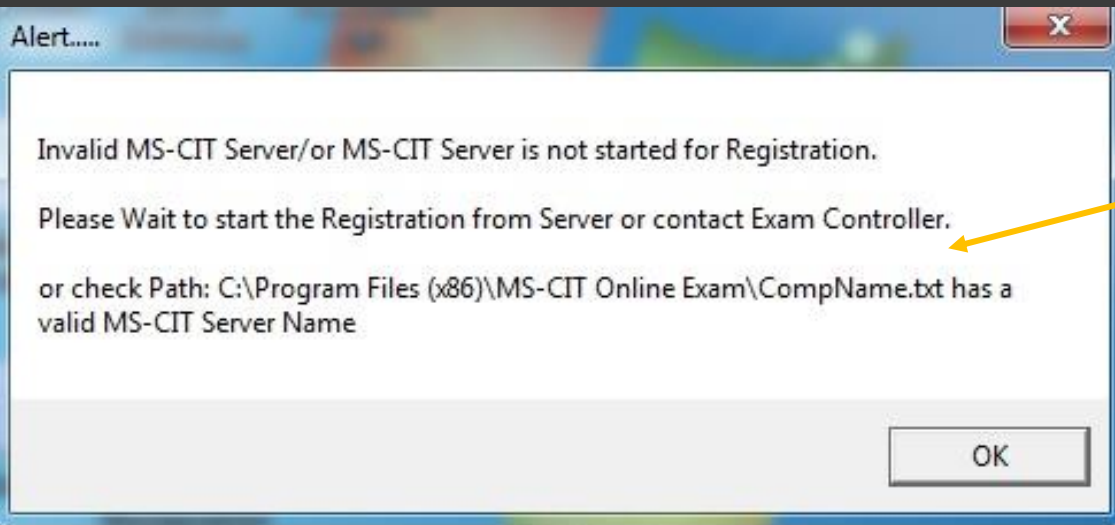 Alert.....
Invalid MS-CIT Server/or MS-CIT Server is not started for Registration.
Please Wait to start the Registration from Server or contact Exam Controller.
or check Path: C:\Program Files (x86)\MS-CIT Online Exam\CompName.txt has a
valid MS-CIT Server Name
OK